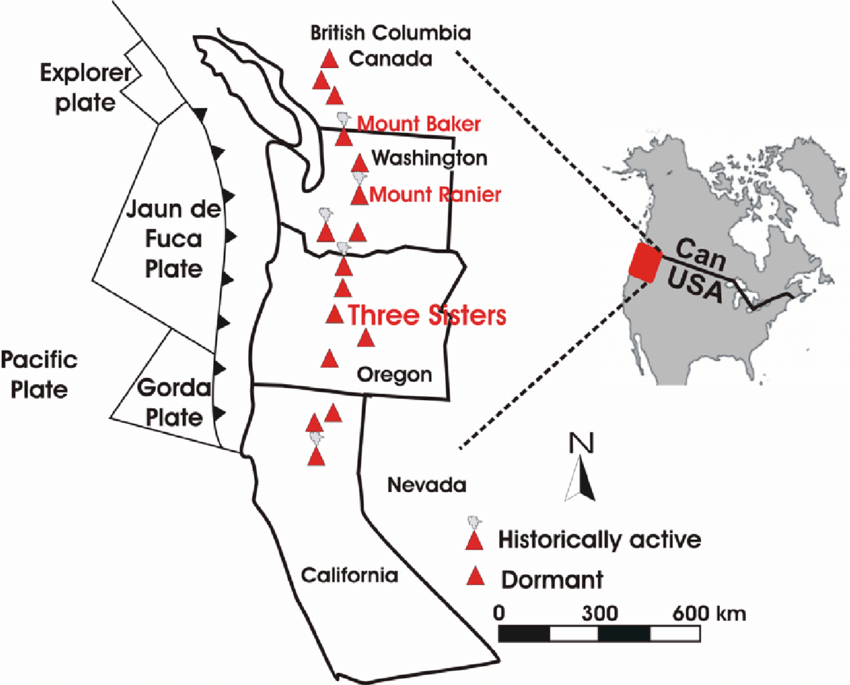 British Columbia
Canada
Explorer
plate
Mount Baker
Washington
Mount Ranier
Jaun de
Fuca
Plate
Can
USA
Three Sisters
Pacific
Plate
Gorda
Plate
Oregon
N
Nevada
Historically active
California
Dormant
0 300 600 km